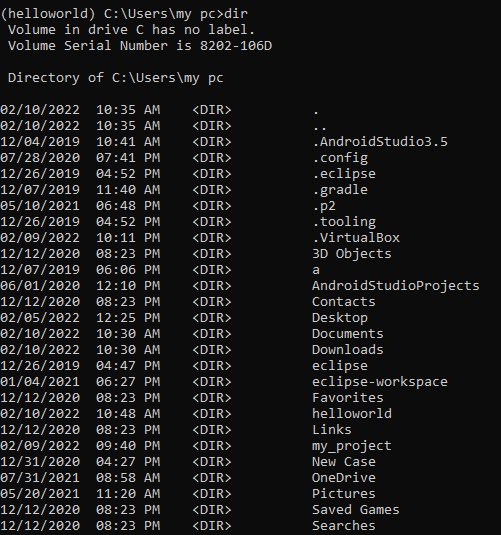 (helloworld) C:\Users\my pc>dir
 Volume in drive C has no label.
 Volume Serial Number is 8202-106D

 Directory of C:\Users\my pc

02/10/2022  10:35 AM    <DIR>          .
02/10/2022  10:35 AM    <DIR>          ..
12/04/2019  10:41 AM    <DIR>          .AndroidStudio3.5
07/28/2020  07:41 PM    <DIR>          .config
12/26/2019  04:52 PM    <DIR>          .eclipse
12/07/2019  11:40 AM    <DIR>          .gradle
05/10/2021  06:48 PM    <DIR>          .p2
12/26/2019  04:52 PM    <DIR>          .tooling
02/09/2022  10:11 PM    <DIR>          .VirtualBox
12/12/2020  08:23 PM    <DIR>          3D Objects
12/07/2019  06:06 PM    <DIR>          a
06/01/2020  12:10 PM    <DIR>          AndroidStudioProjects
12/12/2020  08:23 PM    <DIR>          Contacts
02/05/2022  12:25 PM    <DIR>          Desktop
02/10/2022  10:30 AM    <DIR>          Documents
02/10/2022  10:30 AM    <DIR>          Downloads
12/26/2019  04:47 PM    <DIR>          eclipse
01/04/2021  06:27 PM    <DIR>          eclipse-workspace
12/12/2020  08:23 PM    <DIR>          Favorites
02/10/2022  10:48 AM    <DIR>          helloworld
12/12/2020  08:23 PM    <DIR>          Links
02/09/2022  09:40 PM    <DIR>          my_project
12/31/2020  04:27 PM    <DIR>          New Case
07/31/2021  08:58 AM    <DIR>          OneDrive
05/20/2021  11:20 AM    <DIR>          Pictures
12/12/2020  08:23 PM    <DIR>          Saved Games
12/12/2020  08:23 PM    <DIR>          Searches